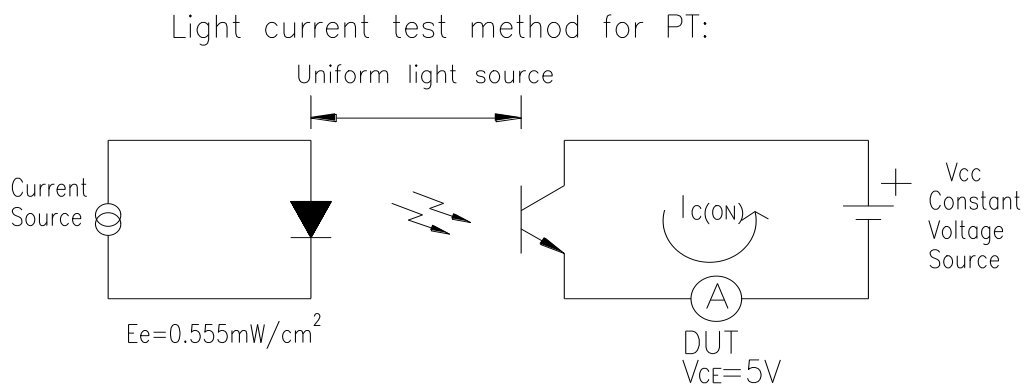 Light current test method for PT:
Uniform light source
Current
Source
IC(ON)
+
Vcc
Constant
Voltage
Source
A
Ee=0.555mW/cm²
DUT
VCE=5V